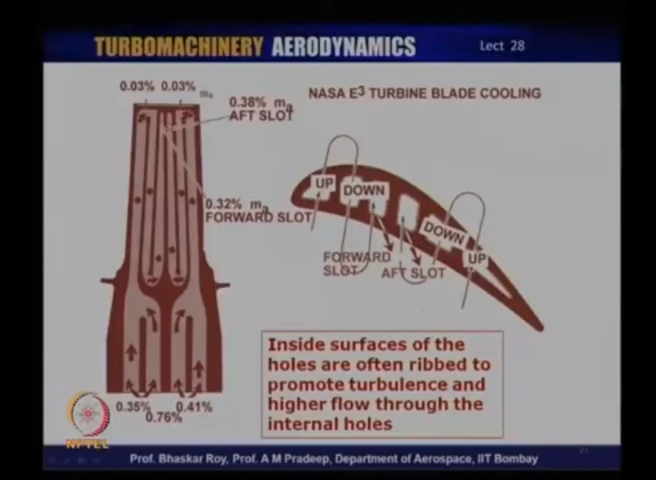 TURBOMACHINERY AERODYNAMICS
Lect 28
0.03% 0.03% ma
0.38% ma
AFT SLOT
0.32% ma
FORWARD SLOT
0.35% 0.41%
0.76%
NASA E3 TURBINE BLADE COOLING
UP
DOWN
DOWN
UP
FORWARD
SLOT
AFT SLOT
Inside surfaces of the
holes are often ribbed to
promote turbulence and
higher flow through the
internal holes
NPTEL
Prof. Bhaskar Roy, Prof. A M Pradeep, Department of Aerospace, IIT Bombay